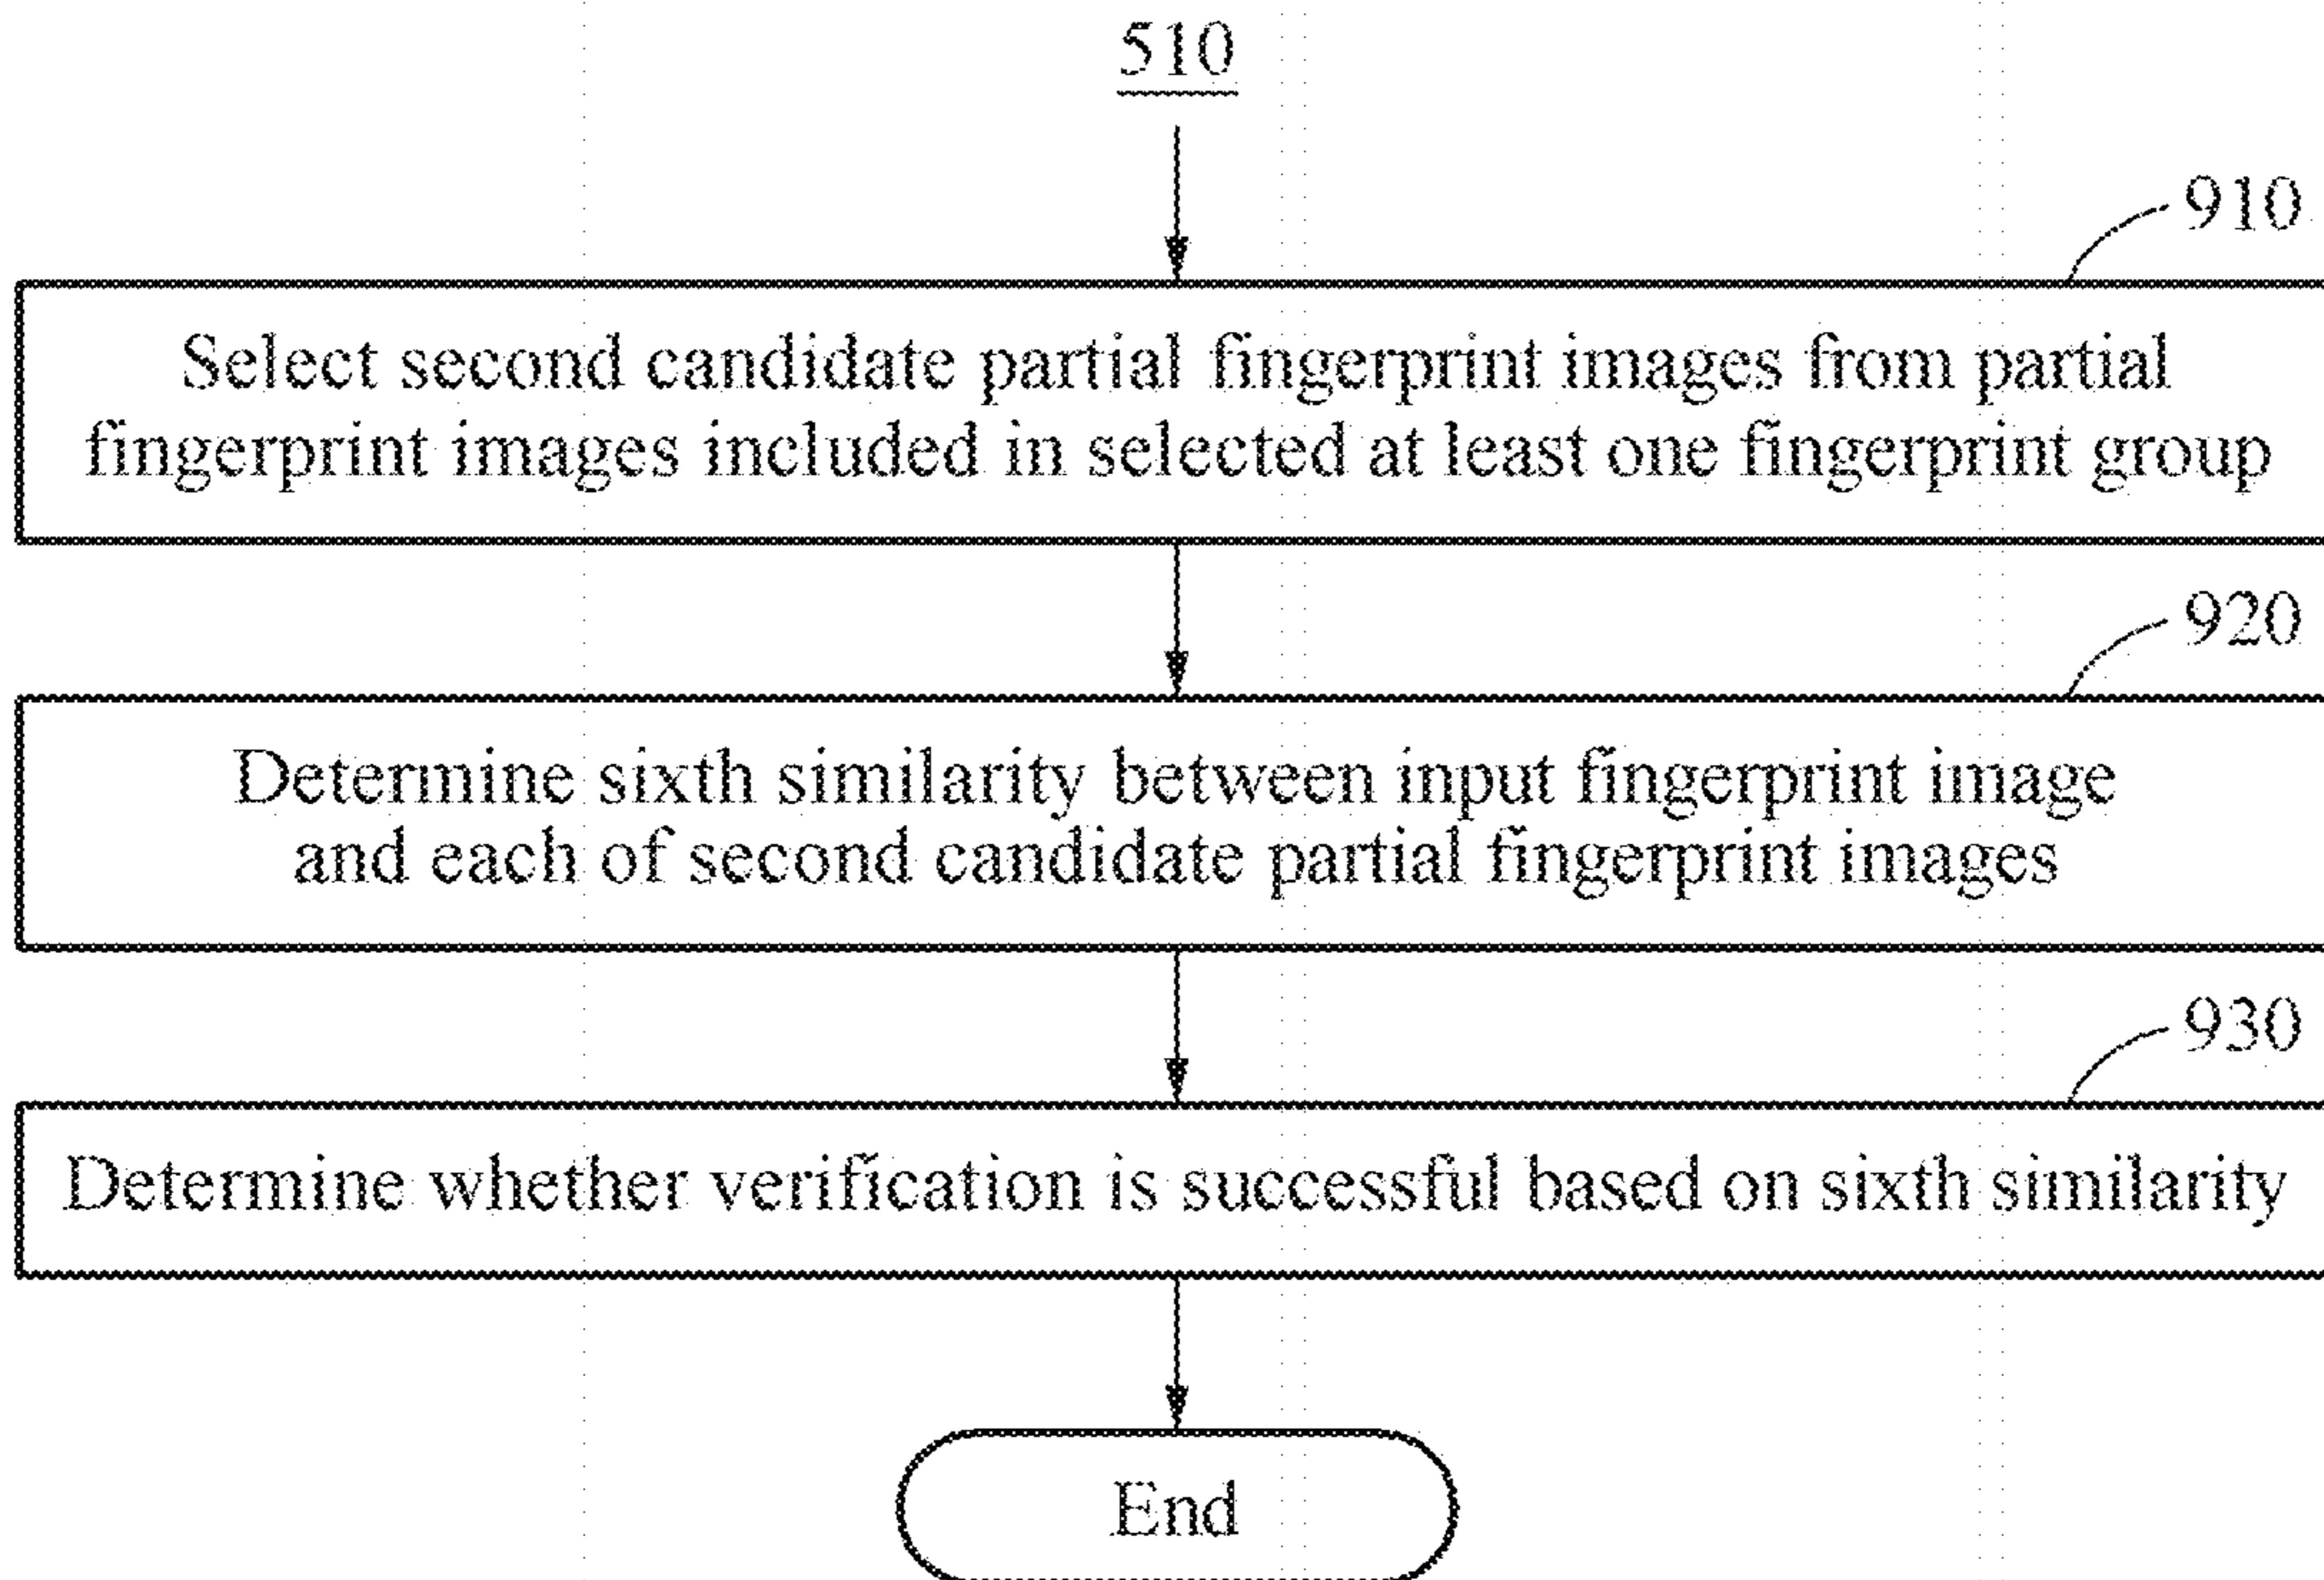 510
910
Select second candidate partial fingerprint images from partial
fingerprint images included in selected at least one fingerprint group
920
Determine sixth similarity between input fingerprint image
and each of second candidate partial fingerprint images
930
Determine whether verification is successful based on sixth similarity
End